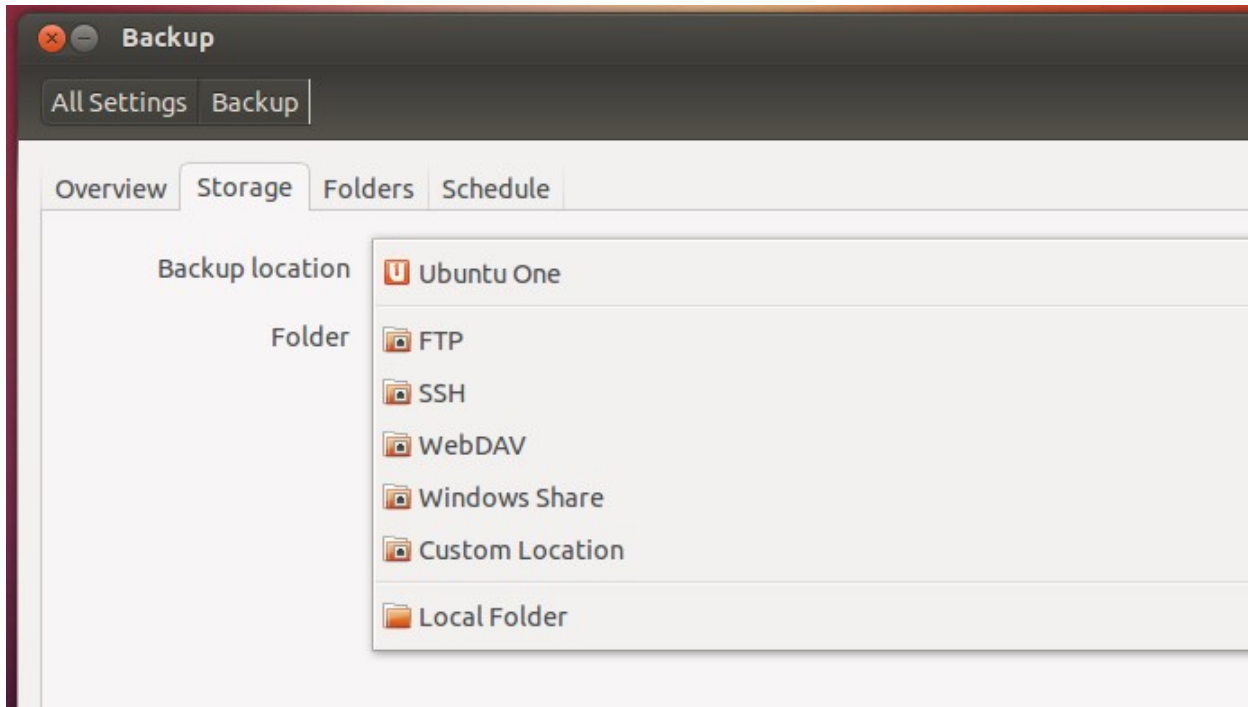 Backup
All Settings Backup
Overview Storage Folders Schedule
Backup location Ubuntu One
Folder FTP
SSH
WebDAV
Windows Share
Custom Location
Local Folder